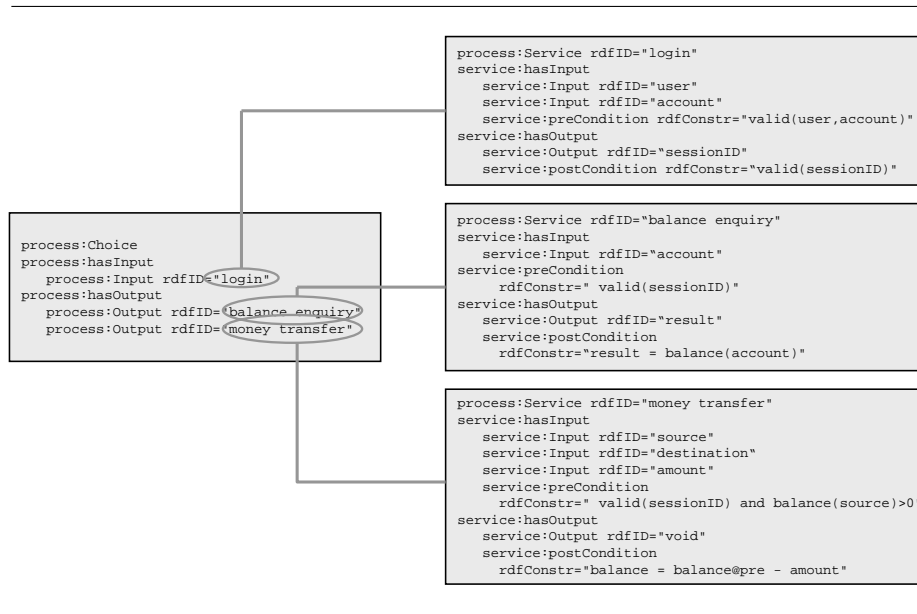 process:Choice
process:hasInput
process:Input rdfID="login"
process:hasOutput
process:Output rdfID="balance enquiry"
process:Output rdfID="money transfer"
process:Service rdfID="login"
service:hasInput
service:Input rdfID="user"
service:Input rdfID="account"
service:preCondition rdfConstr="valid(user,account)"
service:hasOutput
service:Output rdfID="sessionID"
service:postCondition rdfConstr="valid(sessionID)"
process:Service rdfID="balance enquiry"
service:hasInput
service:Input rdfID="account"
service:preCondition
rdfConstr=" valid(sessionID)"
service:hasOutput
service:Output rdfID="result"
service:postCondition
rdfConstr="result = balance(account)"
process:Service rdfID="money transfer"
service:hasInput
service:Input rdfID="source"
service:Input rdfID="destination"
service:Input rdfID="amount"
service:preCondition
rdfConstr=" valid(sessionID) and balance(source)>0"
service:hasOutput
service:Output rdfID="void"
service:postCondition
rdfConstr="balance = balance@pre - amount"